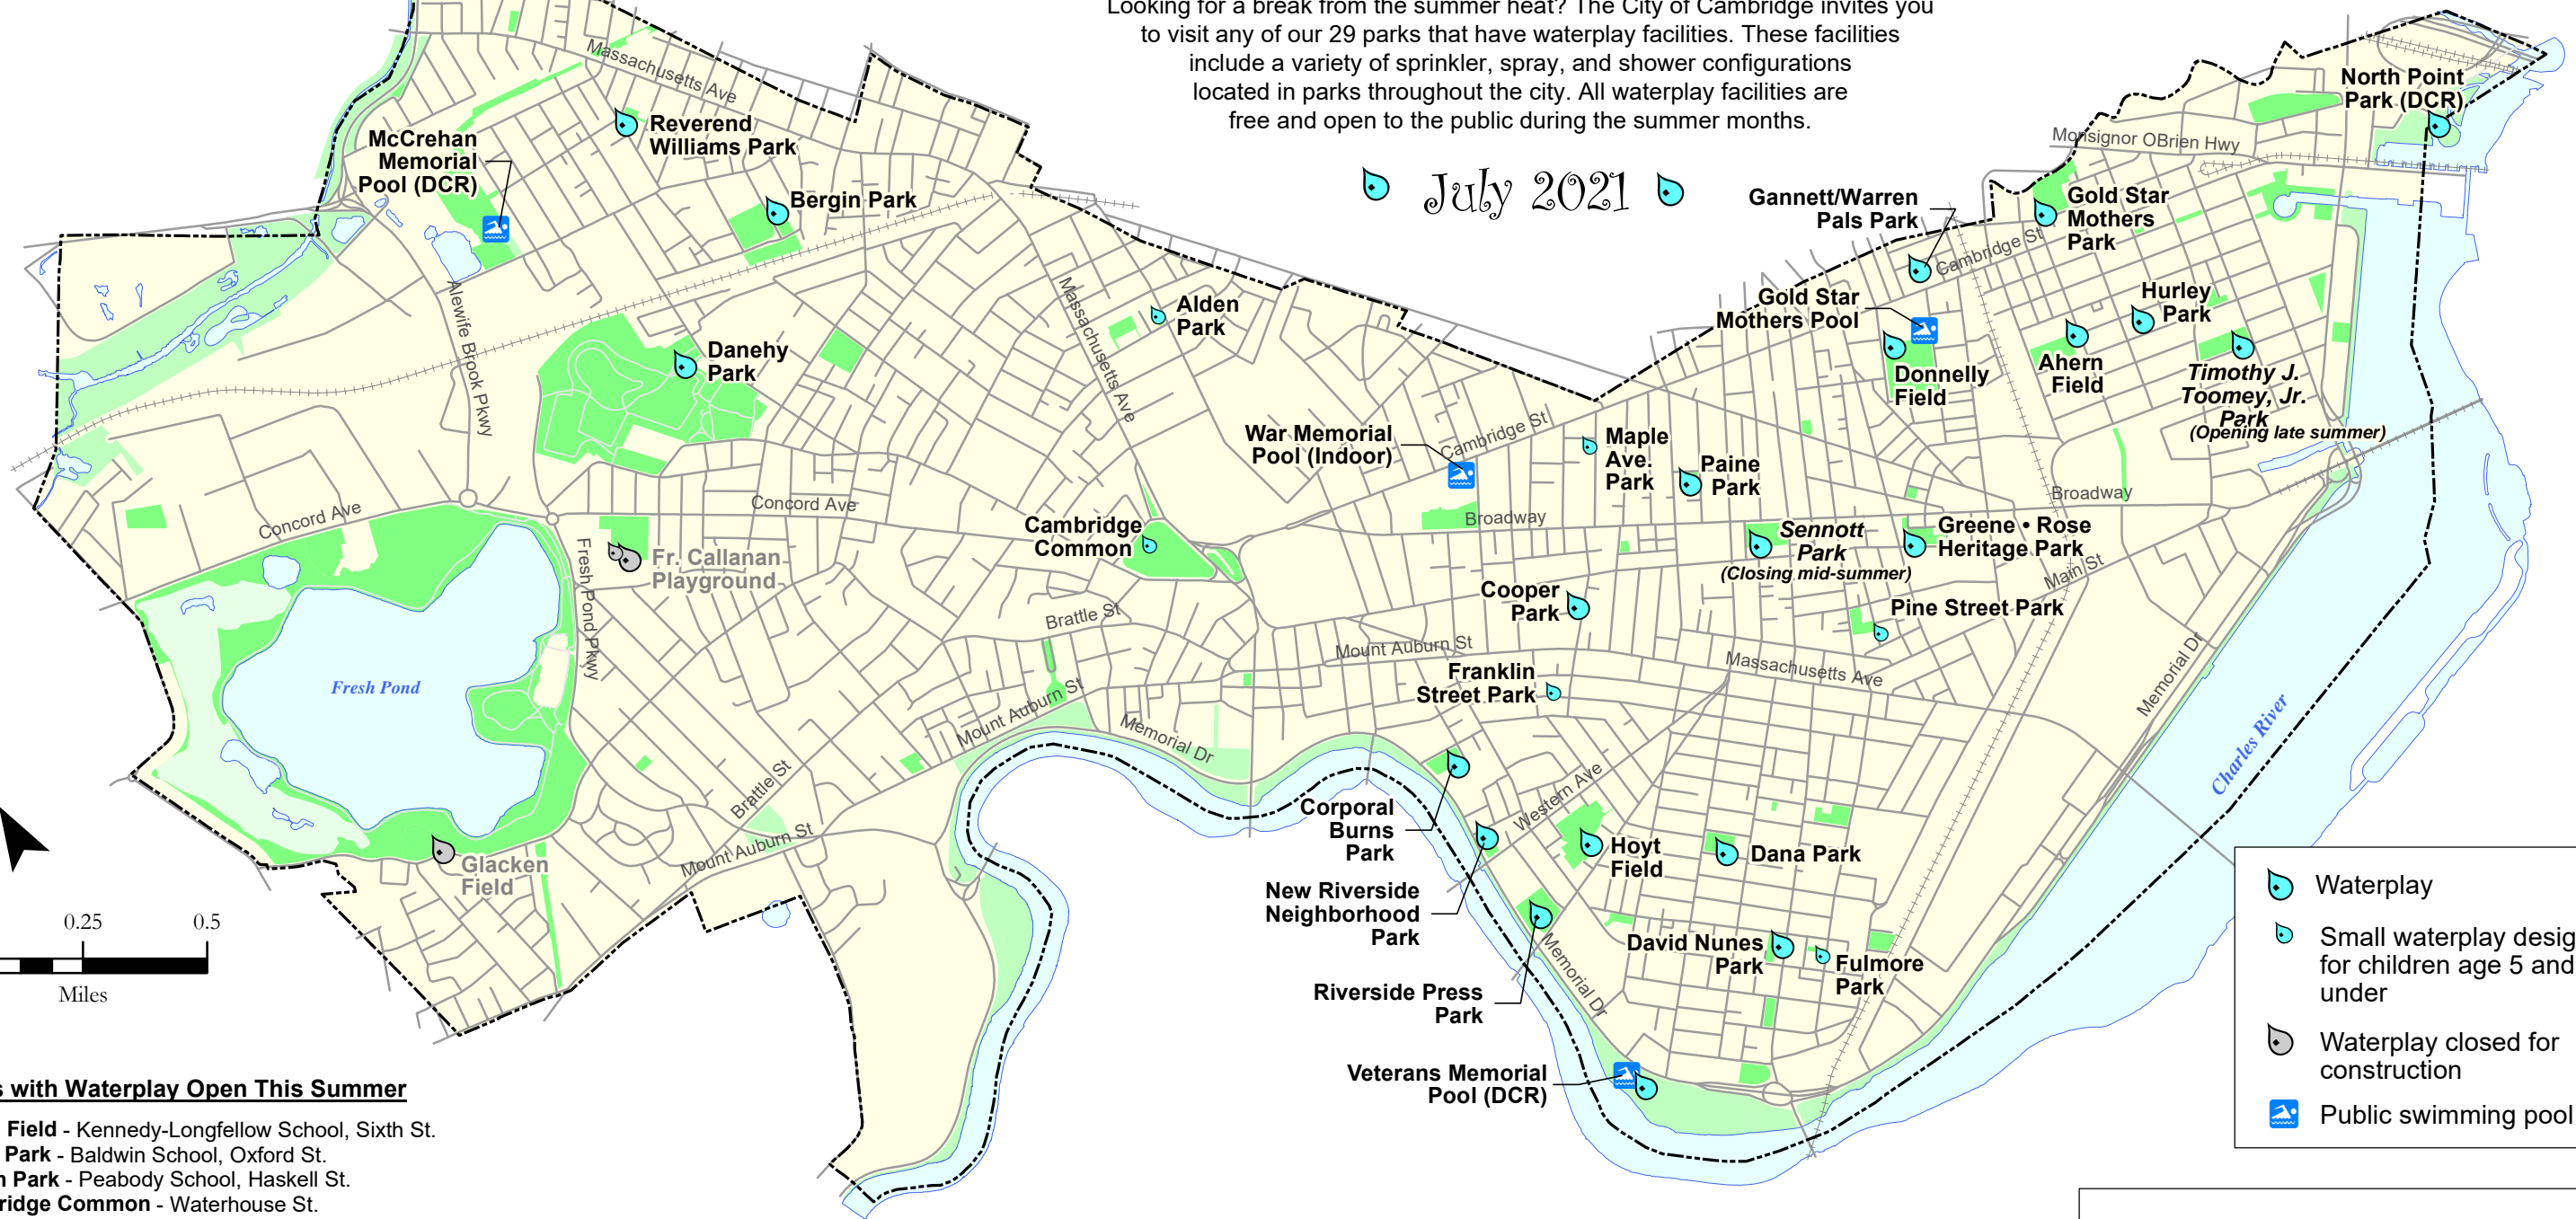 Looking for a break from the summer heat? The City of Cambridge invites you
to visit any of our 29 parks that have waterplay facilities. These facilities
include a variety of sprinkler, spray, and shower configurations
located in parks throughout the city. All waterplay facilities are
free and open to the public during the summer months.
July 2021
North Point
Park (DCR)
Monsignor OBrien Hwy
Massachusetts Ave
Reverend
Williams Park
McCrehan
Memorial
Pool (DCR)
Bergin Park
Gannett/Warren
Pals Park
Gold Star
Mothers
Park
Cambridge St
Alewife Brook Pkwy
Massachusetts Ave
Alden
Park
Gold Star
Mothers Pool
Hurley
Park
Danehy
Park
Donnelly
Field
Ahern
Field
Timothy J.
Toomey, Jr.
Park
(Opening late summer)
War Memorial
Pool (Indoor)
Cambridge St
Maple
Ave.
Park
Paine
Park
Concord Ave
Concord Ave
Broadway
Broadway
Cambridge
Common
Sennott
Park
(Closing mid-summer)
Greene • Rose
Heritage Park
Main St
Fresh Pond Pkwy
Fr. Callanan
Playground
Cooper
Park
Pine Street Park
Brattle St
Mount Auburn St
Massachusetts Ave
Franklin
Street Park
Fresh Pond
Mount Auburn St
Memorial Dr
Memorial Dr
Charles River
Brattle St
Mount Auburn St
Western Ave
Corporal
Burns
Park
Hoyt
Field
Dana Park
Glacken
Field
New Riverside
Neighborhood
Park
Memorial Dr
David Nunes
Park
Fulmore
Park
Riverside Press
Park
Veterans Memorial
Pool (DCR)
0.25 0.5
Miles
Waterplay
Small waterplay desig
for children age 5 and
under
Waterplay closed for
construction
Public swimming pool
s with Waterplay Open This Summer
Field - Kennedy-Longfellow School, Sixth St.
Park - Baldwin School, Oxford St.
n Park - Peabody School, Haskell St.
ridge Common - Waterhouse St.